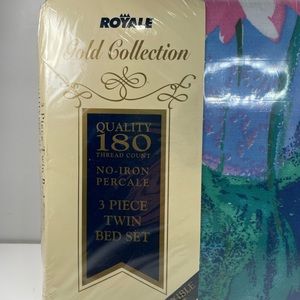 ROYALE
Gold Collection
QUALITY
180
THREAD COUNT
NO-IRON
PERCALE
3 PIECE
TWIN
BED SET